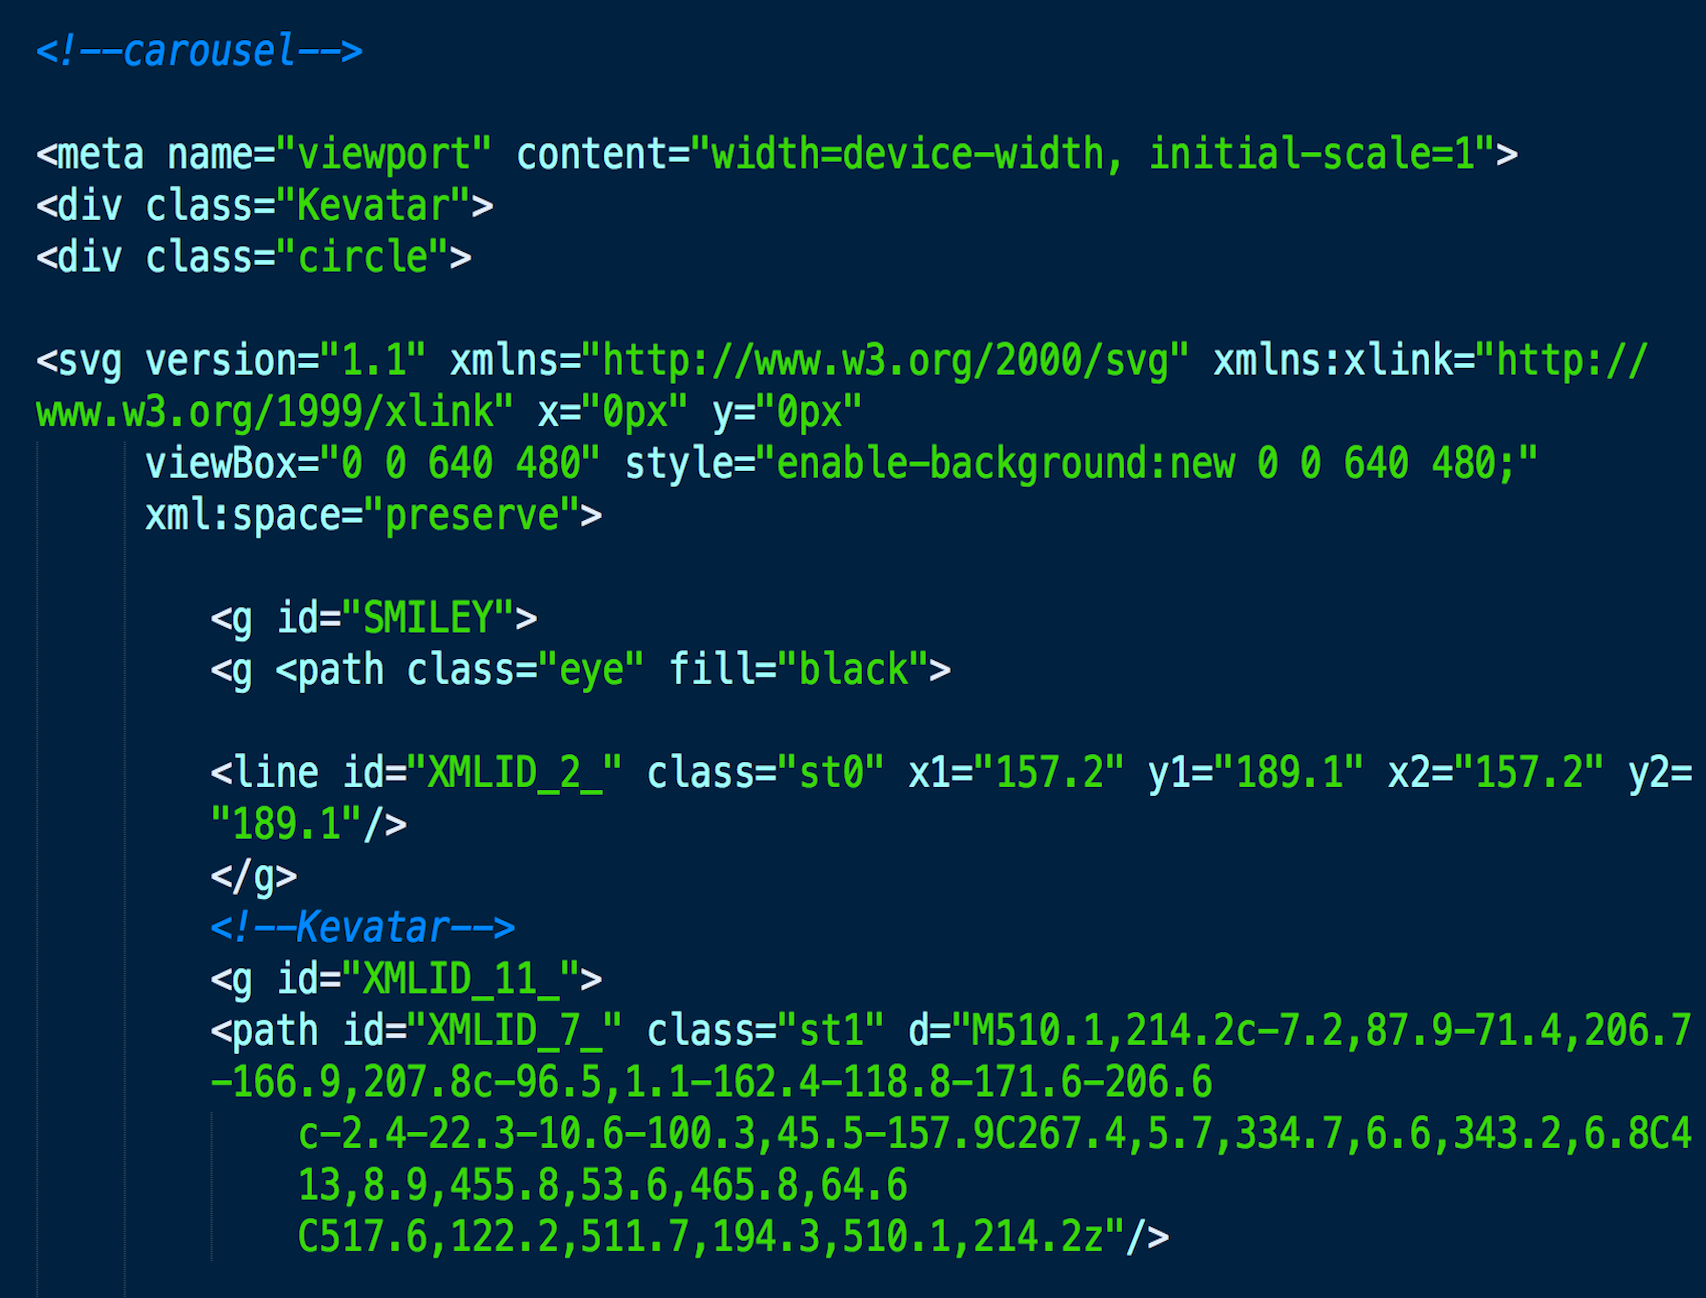 <!--carousel-->
<meta name="viewport" content="width=device-width, initial-scale=1">
<div class="Kevatar">
<div class="circle">
<svg version="1.1" xmlns="http://www.w3.org/2000/svg" xmlns:xlink="http://
www.w3.org/1999/xlink" x="0px" y="0px"
viewBox="0 0 640 480" style="enable-background:new 0 0 640 480;"
xml:space="preserve">
<g id="SMILEY">
<g <path class="eye" fill="black">
<line id="XMLID_2_" class="st0" x1="157.2" y1="189.1" x2="157.2" y2=
"189.1"/>
</g>
<!--Kevatar-->
<g id="XMLID_11_">
<path id="XMLID_7_" class="st1" d="M510.1,214.2c-7.2,87.9-71.4,206.7
-166.9,207.8c-96.5,1.1-162.4-118.8-171.6-206.6
c-2.4-22.3-10.6-100.3,45.5-157.9C267.4,5.7,334.7,6.6,343.2,6.8C4
13,8.9,455.8,53.6,465.8,64.6
C517.6,122.2,511.7,194.3,510.1,214.2z"/>